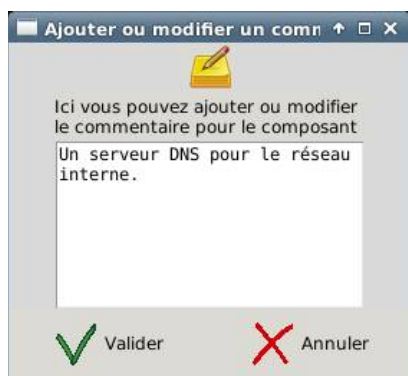 Ajouter ou modifier un comm
Ici vous pouvez ajouter ou modifier
le commentaire pour le composant
Un serveur DNS pour le réseau
interne.
Valider
Annuler